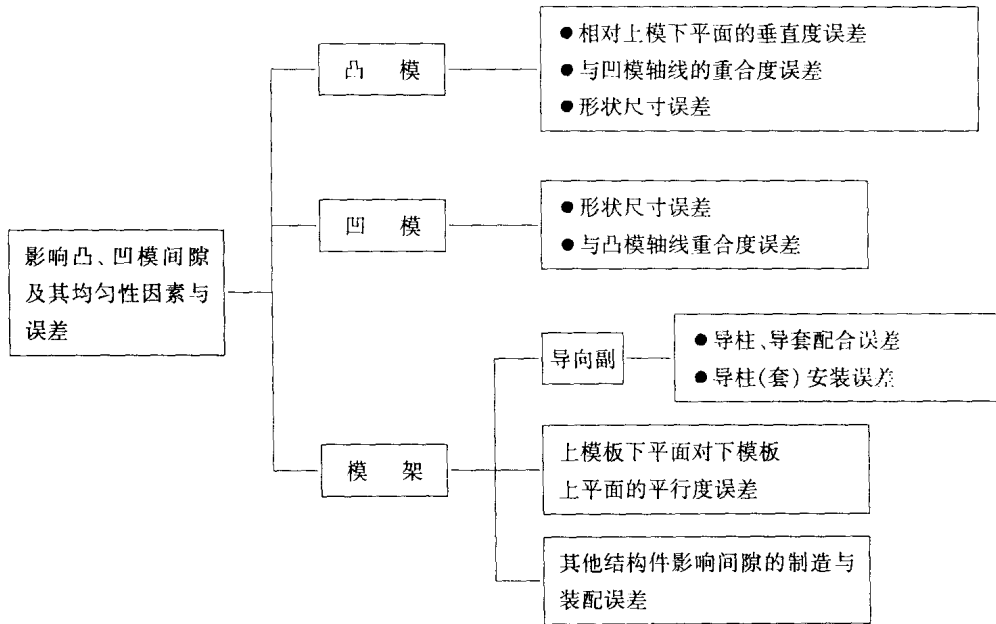 影响凸、凹模间隙
及其均匀性因素与
误差
凸 模
●相对上模下平面的垂直度误差
●与凹模轴线的重合度误差
●形状尺寸误差
凹 模
●形状尺寸误差
●与凸模轴线重合度误差
模 架
导向副
●导柱、导套配合误差
●导柱(套)安装误差
上模板下平面对下模板
上平面的平行度误差
其他结构件影响间隙的制造与
装配误差